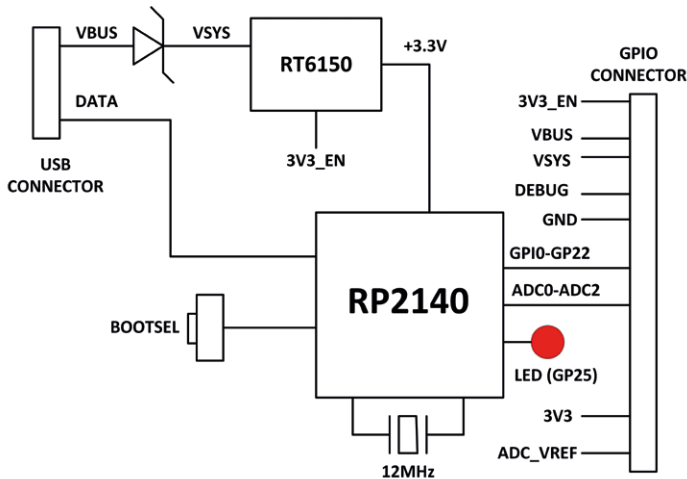 VBUS
VSYS
RT6150
+3.3V
GPIO
CONNECTOR
DATA
3V3_EN
USB
CONNECTOR
3V3_EN
VBUS
VSYS
DEBUG
GND
GPI0-GP22
RP2140
ADC0-ADC2
BOOTSEL
LED (GP25)
3V3
12MHz
ADC_VREF